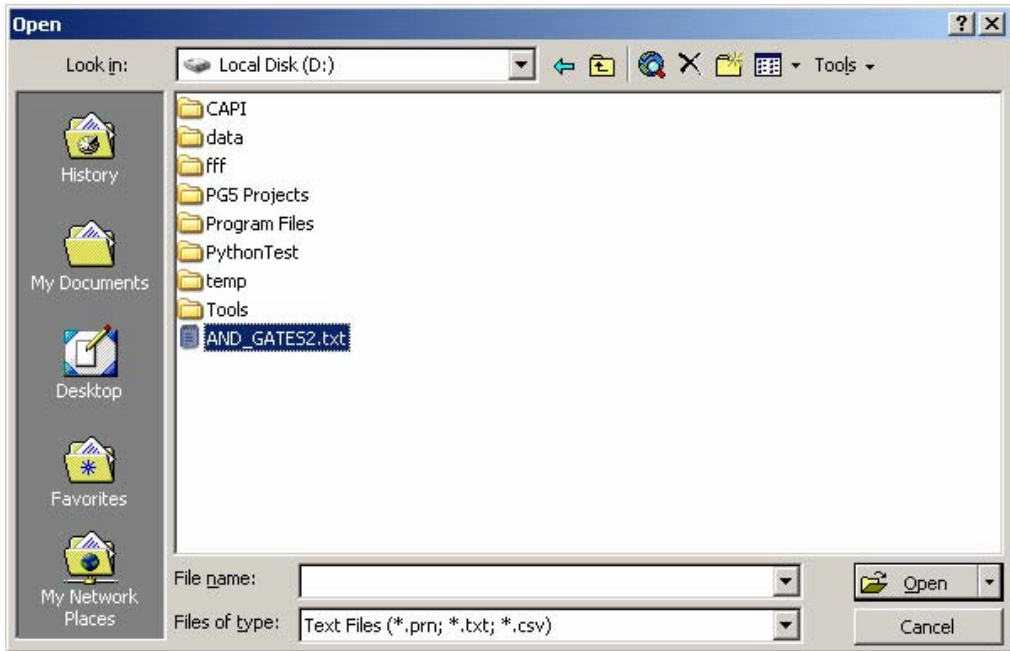 Open
Look in:
Local Disk (D:)
Tools
History
My Documents
Desktop
Favorites
My Network
Places
CAPI
data
fff
PG5 Projects
Program Files
PythonTest
temp
Tools
AND_GATES2.txt
File name:
Open
Files of type:
Text Files (*.prn; *.txt; *.csv)
Cancel